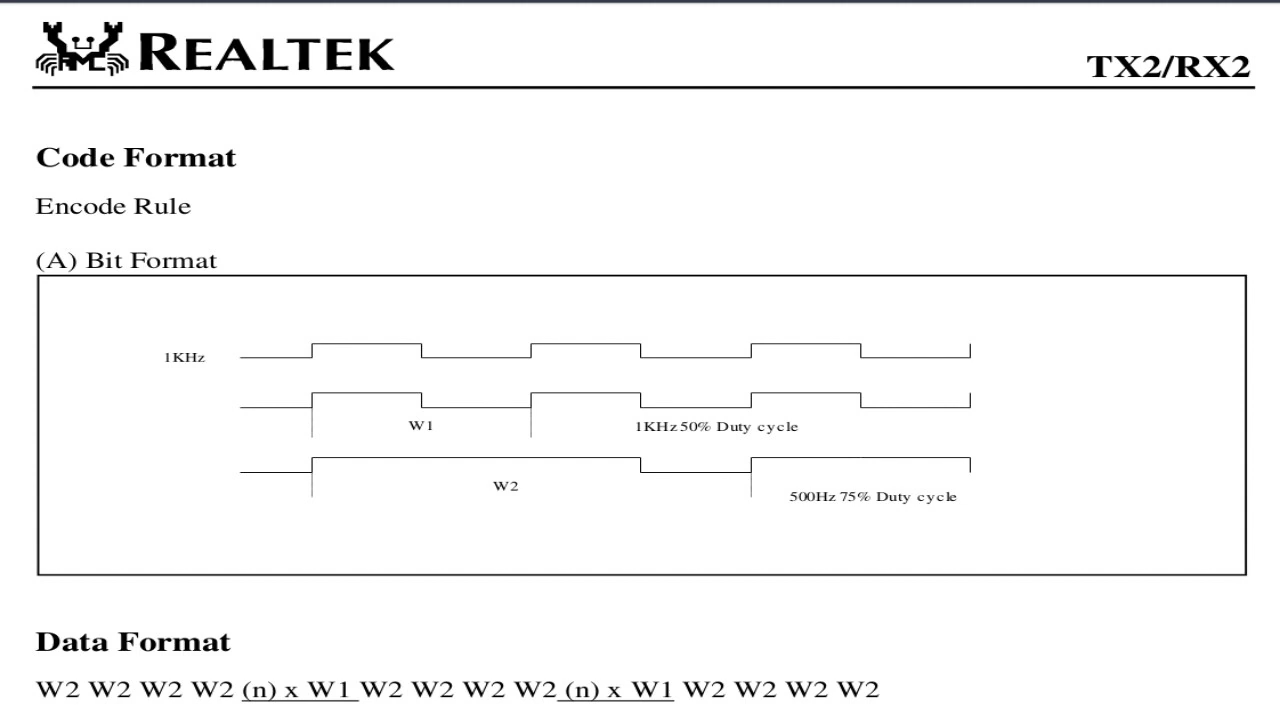 REALTEK
TX2/RX2
Code Format
Encode Rule
(A) Bit Format
1KHz
W1
1KHz 50% Duty cycle
W2
500Hz 75% Duty cycle
Data Format
W2 W2 W2 W2 (n) x W1 W2 W2 W2 W2 (n) x W1 W2 W2 W2 W2